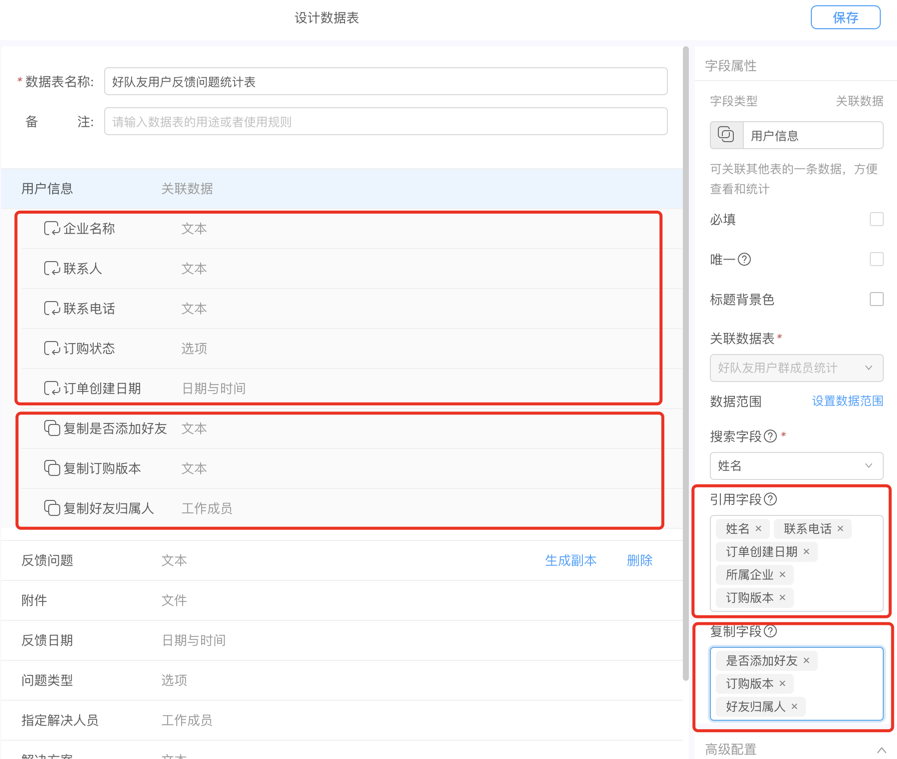 设计数据表
保存
* 数据表名称: 好队友用户反馈问题统计表
备 注: 请输入数据表的用途或者使用规则
用户信息 关联数据
企业名称 文本
联系人 文本
联系电话 文本
订购状态 选项
订单创建日期 日期与时间
复制是否添加好友 文本
复制订购版本 文本
复制好友归属人 工作成员
反馈问题 文本 生成副本 删除
附件 文件
反馈日期 日期与时间
问题类型 选项
指定解决人员 工作成员
解决方案 文本
字段属性
字段类型 关联数据
用户信息
可关联其他表的一条数据，方便
查看和统计
必填
唯一?
标题背景色
关联数据表*
好队友用户群成员统计
数据范围 设置数据范围
搜索字段? *
姓名
引用字段?
姓名 × 联系电话 ×
订单创建日期 ×
所属企业 ×
订购版本 ×
复制字段?
是否添加好友 ×
订购版本 ×
好友归属人 ×
高级配置